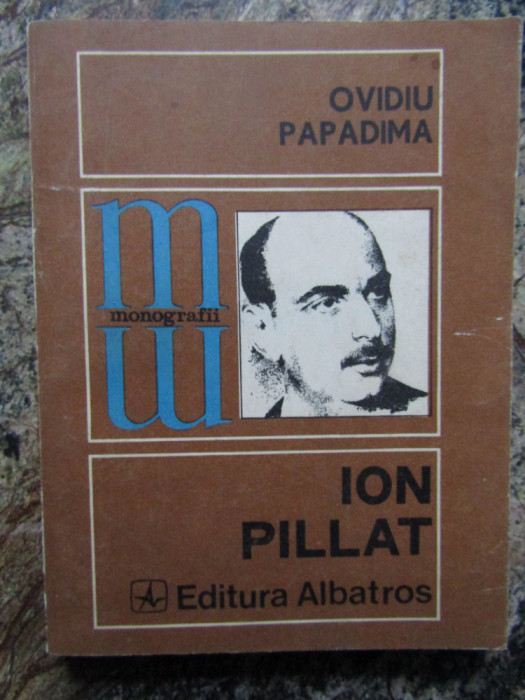 OVIDIU
PAPADIMA
m
monografii
m
ION
PILLAT
Editura Albatros